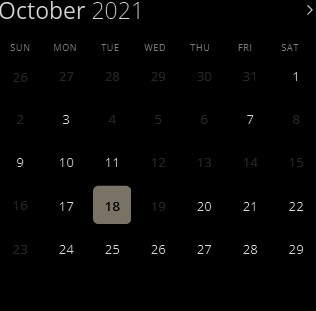 October 2021
SUN MON TUE WED THU FRI SAT
26 27 28 29 30 31 1
2 3 4 5 6 7 8
9 10 11 12 13 14 15
16 17 18 19 20 21 22
23 24 25 26 27 28 29